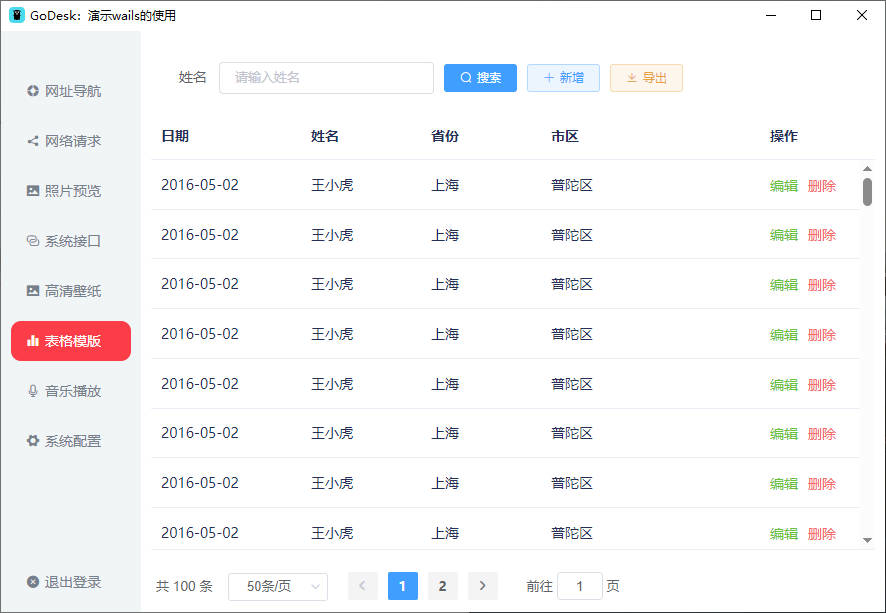 GoDesk：演示wails的使用
网址导航
网络请求
照片预览
系统接口
高清壁纸
表格模版
音乐播放
系统配置
退出登录
姓名 请输入姓名 搜索 新增 导出
日期 姓名 省份 市区 操作
2016-05-02 王小虎 上海 普陀区 编辑 删除
2016-05-02 王小虎 上海 普陀区 编辑 删除
2016-05-02 王小虎 上海 普陀区 编辑 删除
2016-05-02 王小虎 上海 普陀区 编辑 删除
2016-05-02 王小虎 上海 普陀区 编辑 删除
2016-05-02 王小虎 上海 普陀区 编辑 删除
2016-05-02 王小虎 上海 普陀区 编辑 删除
2016-05-02 王小虎 上海 普陀区 编辑 删除
共 100 条 50条/页 1 2 前往 1 页